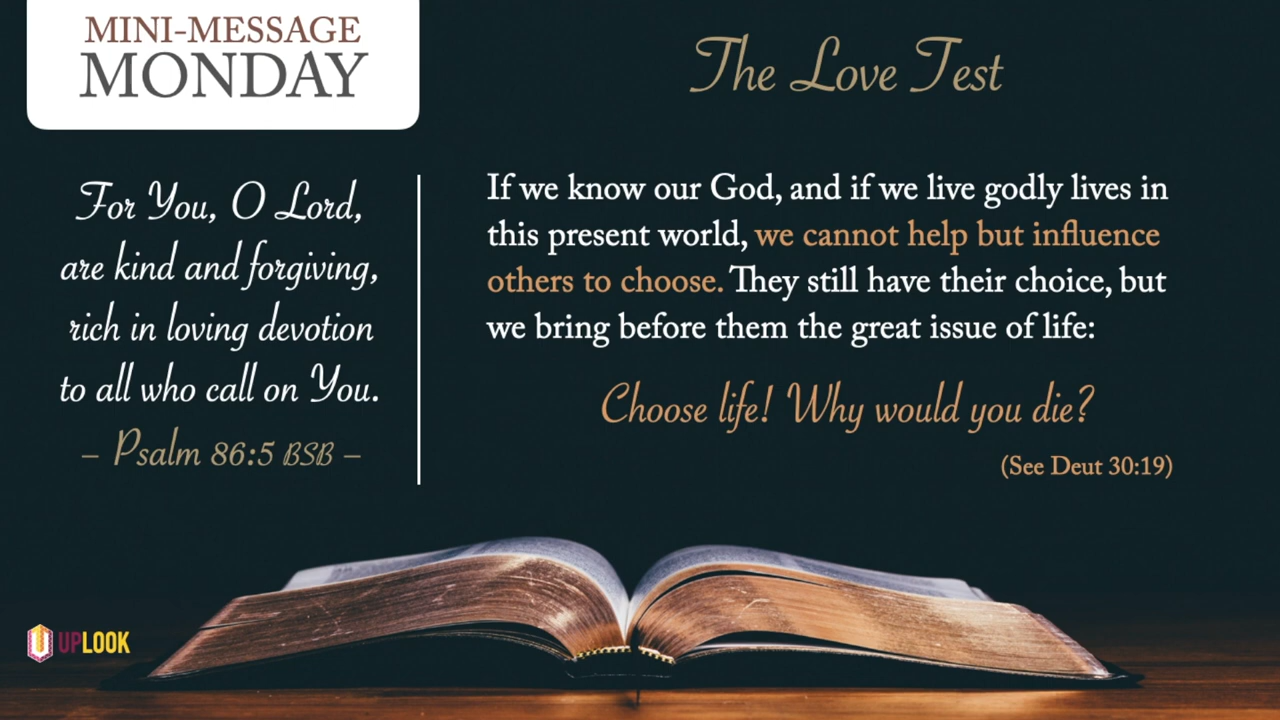 MINI-MESSAGE
MONDAY
The Love Test
For You, O Lord,
are kind and forgiving,
rich in loving devotion
to all who call on You.
– Psalm 86:5 BSB –
If we know our God, and if we live godly lives in
this present world, we cannot help but influence
others to choose. They still have their choice, but
we bring before them the great issue of life:
Choose life! Why would you die?
(See Deut 30:19)
UPLOOK